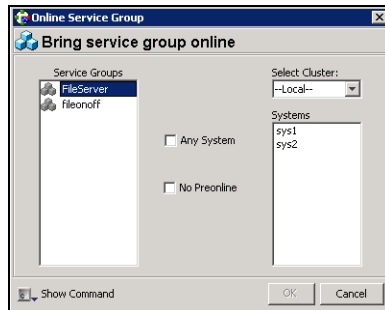 Online Service Group
Bring service group online
Service Groups
FileServer
fileonoff
Any System
No Preonline
Select Cluster:
--Local--
Systems
sys1
sys2
Show Command
OK
Cancel